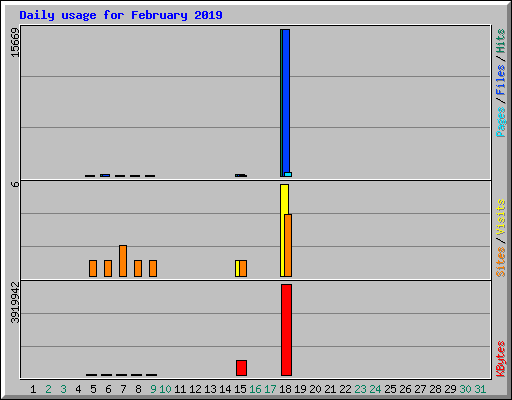 Daily usage for February 2019
15669
Pages/Files/Hits
6
Sites/Visits
3919942
KBytes
1 2 3 4 5 6 7 8 9 10 11 12 13 14 15 16 17 18 19 20 21 22 23 24 25 26 27 28 29 30 31